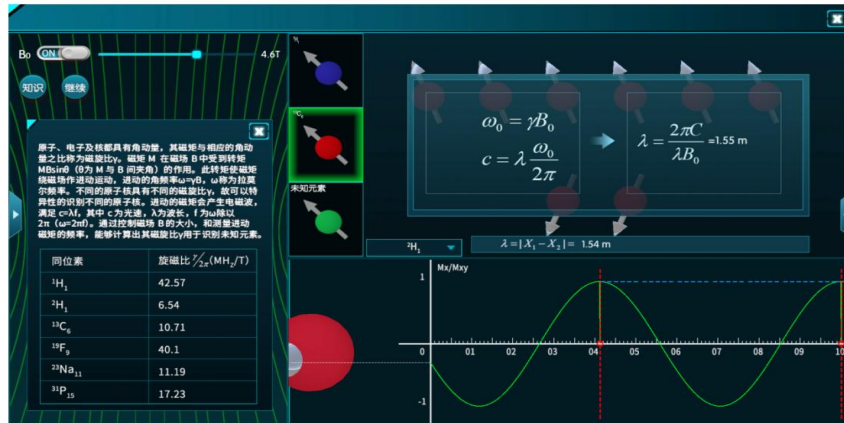 B₀ ON 4.6T
知识 继续
原子、电子及核都具有角动量，其磁矩与相应的角动
量之比称为磁旋比γ。磁矩 M 在磁场 B 中受到转矩
MBsinθ（θ为 M 与 B 间夹角）的作用。此转矩使磁矩
绕磁场作进动运动，进动的角频率ω=γB，ω称为拉莫
尔频率。不同的原子核具有不同的磁旋比γ，故可以特
异性的识别不同的原子核。进动的磁矩会产生电磁波，
满足 c=λf，其中 c 为光速，λ为波长，f 为ω除以
2π（ω=2πf）。通过控制磁场 B 的大小，和测量进动
磁矩的频率，能够计算出其磁旋比γ用于识别未知元素。
同位素 旋磁比γ/2π(MH₂/T)
¹H₁ 42.57
²H₁ 6.54
¹³C₆ 10.71
¹⁹F₉ 40.1
²³Na₁₁ 11.19
³¹P₁₅ 17.23
¹³C₆
未知元素
ω₀ = γB₀
c = λ ω₀/2π
λ = 2πC/λB₀ =1.55 m
²H₁
λ =|X₁ − X₂|= 1.54 m
Mx/Mxy
1
0 01 02 03 04 05 06 07 08 09 10
-1